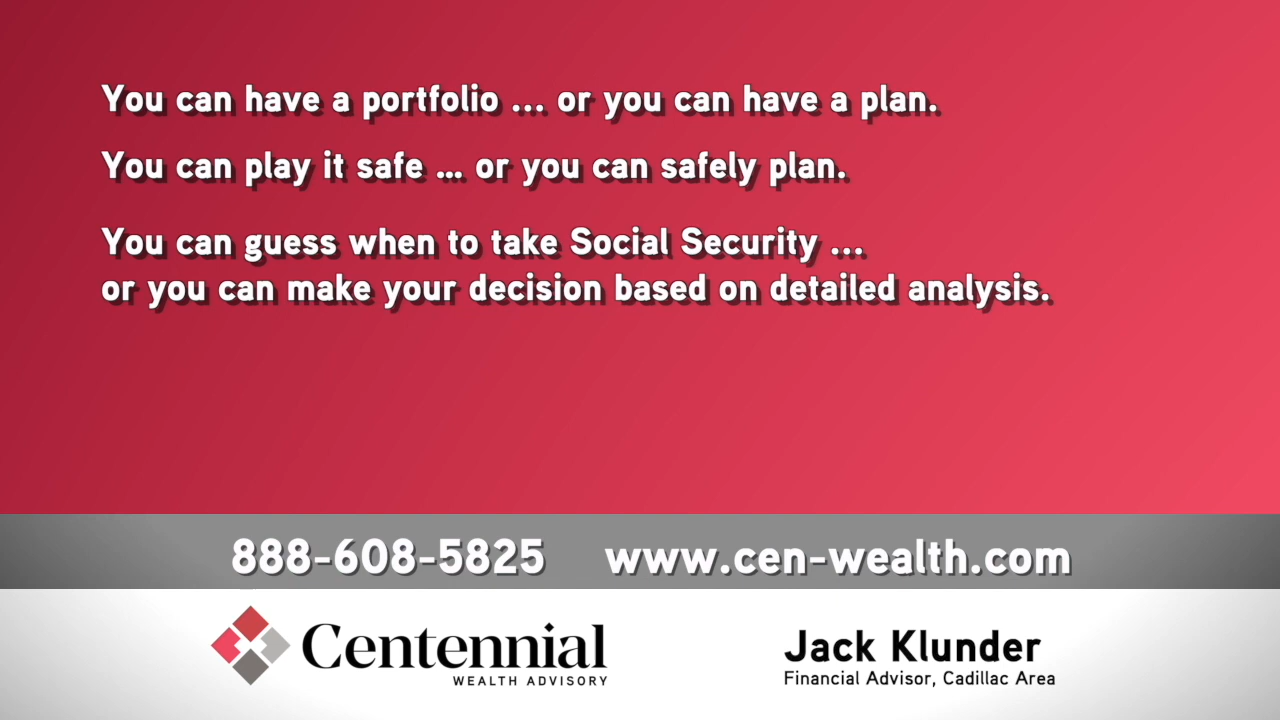 You can have a portfolio ... or you can have a plan.
You can play it safe ... or you can safely plan.
You can guess when to take Social Security ...
or you can make your decision based on detailed analysis.
888-608-5825 www.cen-wealth.com
Centennial
WEALTH ADVISORY
Jack Klunder
Financial Advisor, Cadillac Area